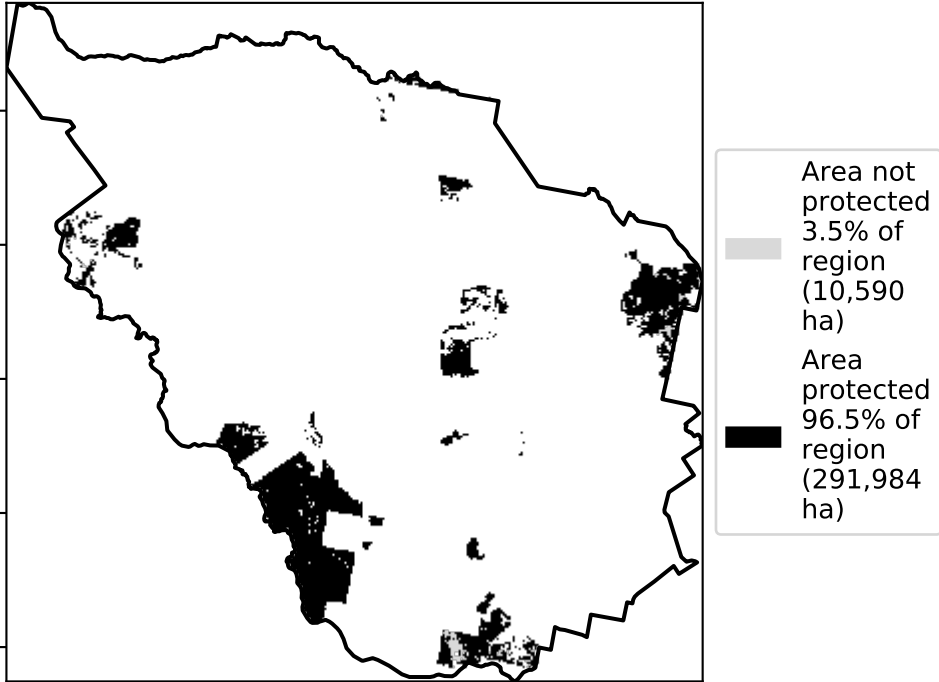 Area not
protected
3.5% of
region
(10,590
ha)
Area
protected
96.5% of
region
(291,984
ha)